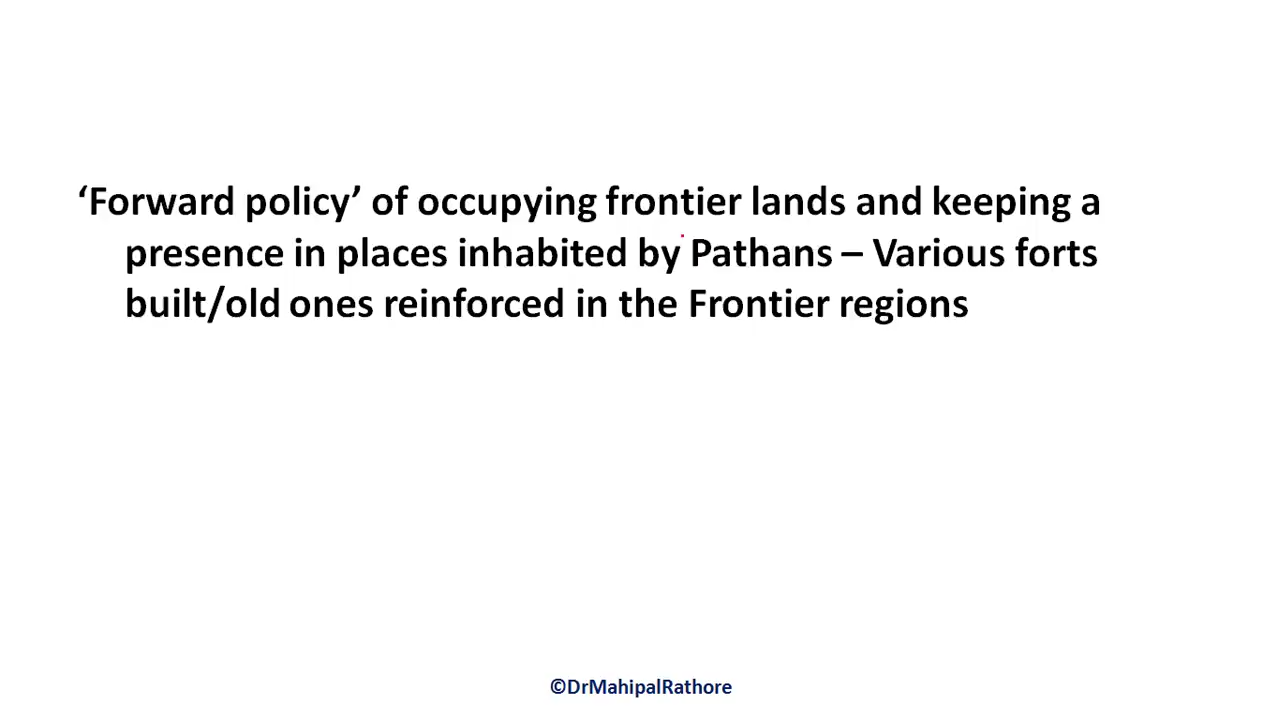 ‘Forward policy’ of occupying frontier lands and keeping a
presence in places inhabited by Pathans – Various forts
built/old ones reinforced in the Frontier regions
©DrMahipalRathore